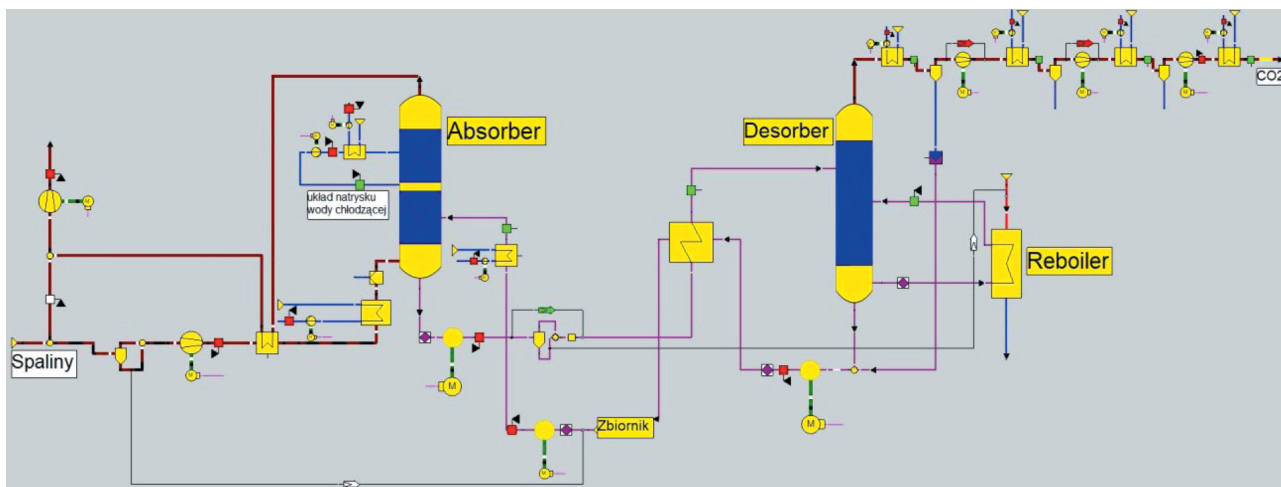 CO2
Absorber
Desorber
układ natrysku
wody chłodzącej
Reboiler
Spaliny
Zbiornik
M
M
M
M
M
M
M
M